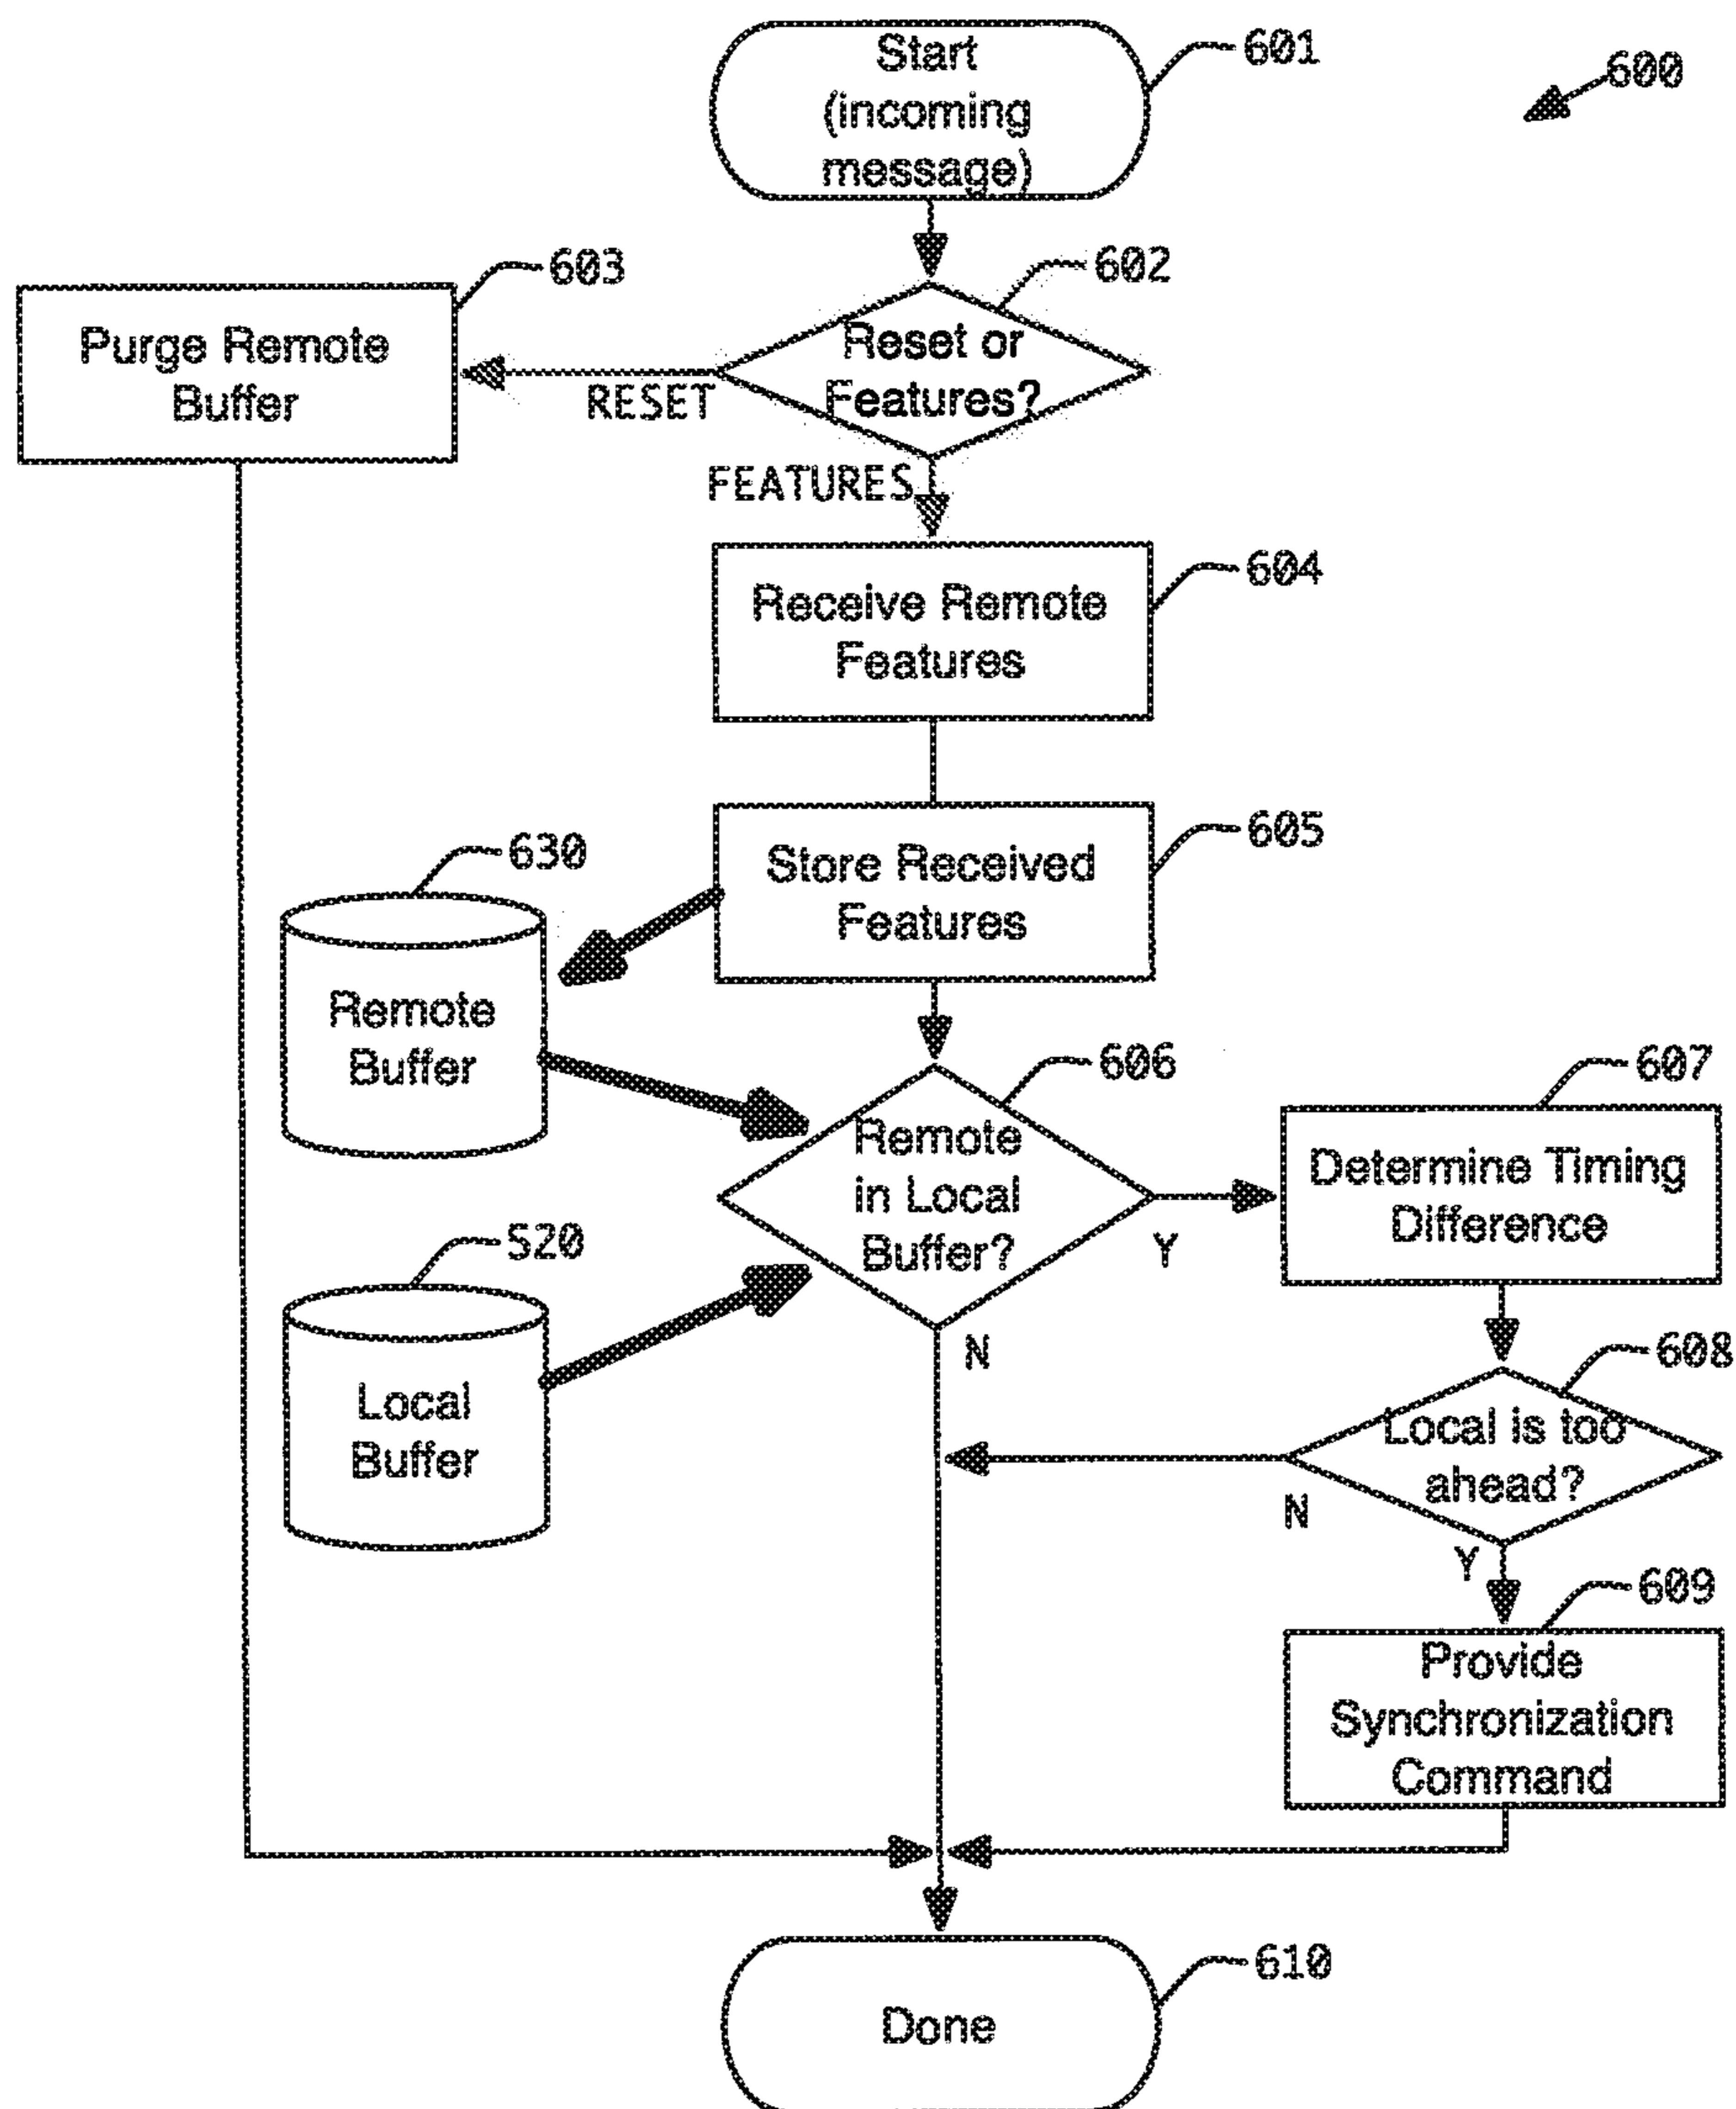 Start
(incoming
message)
601
600
603
602
Purge Remote
Buffer
Reset or
Features?
RESET
FEATURES
604
Receive Remote
Features
605
Store Received
Features
630
Remote
Buffer
606
Remote
in Local
Buffer?
Y
N
607
Determine Timing
Difference
520
Local
Buffer
608
Local is too
ahead?
N
Y
609
Provide
Synchronization
Command
610
Done